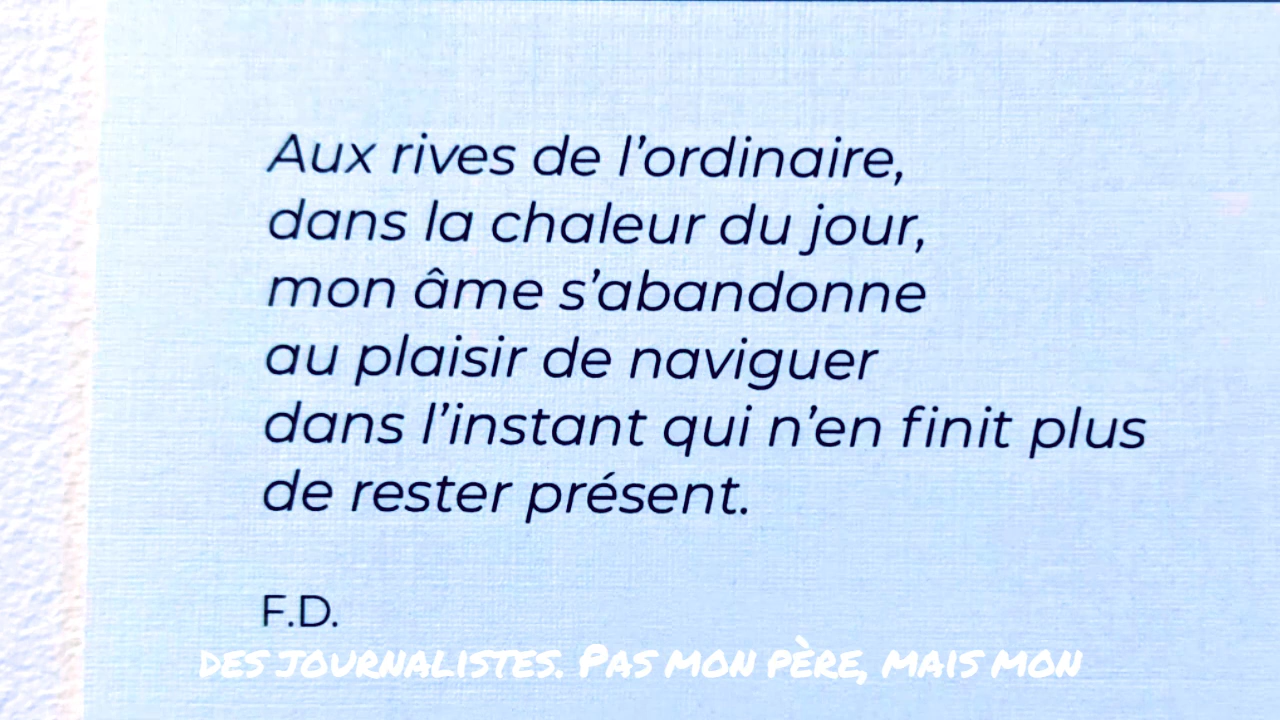 Aux rives de l’ordinaire,
dans la chaleur du jour,
mon âme s’abandonne
au plaisir de naviguer
dans l’instant qui n’en finit plus
de rester présent.
F.D.
des journalistes. Pas mon père, mais mon